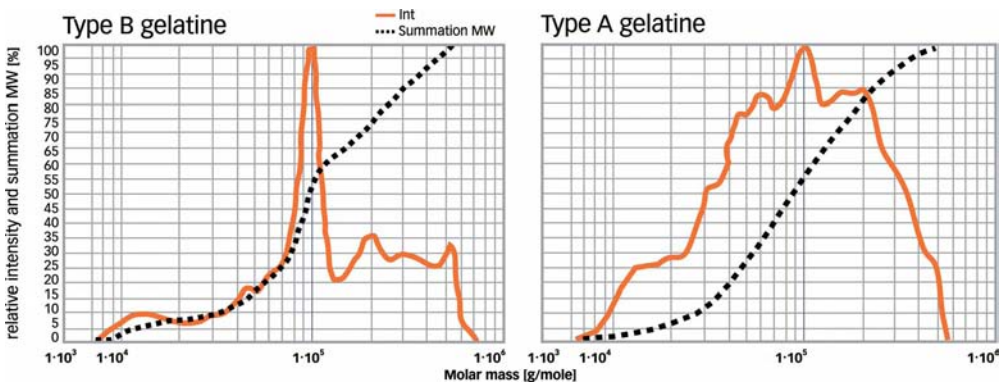 Type B gelatine
Int
Summation MW
Type A gelatine
relative intensity and summation MW [%]
100
95
90
85
80
75
70
65
60
55
50
45
40
35
30
25
20
15
10
5
0
1·10³ 1·10⁴ 1·10⁵ 1·10⁶
1·10³ 1·10⁴ 1·10⁵ 1·10⁶
Molar mass [g/mole]